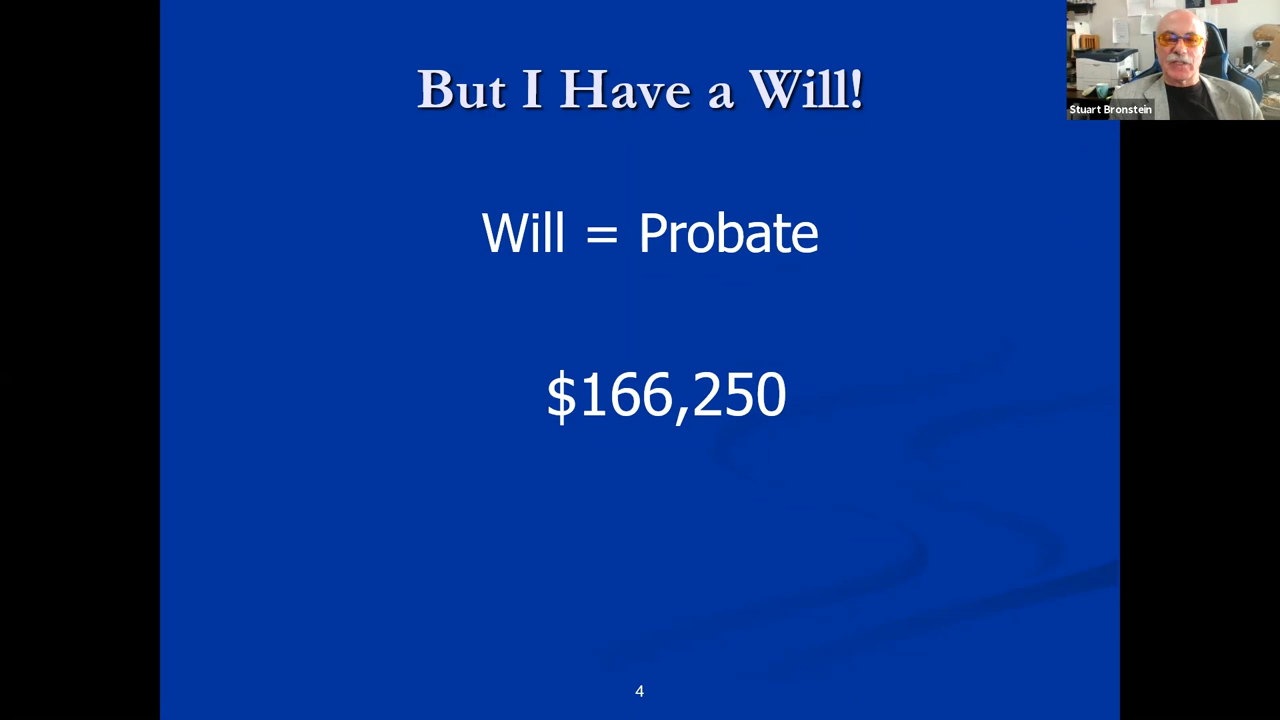 But I Have a Will!
Stuart Bronstein
Will = Probate
$166,250
4